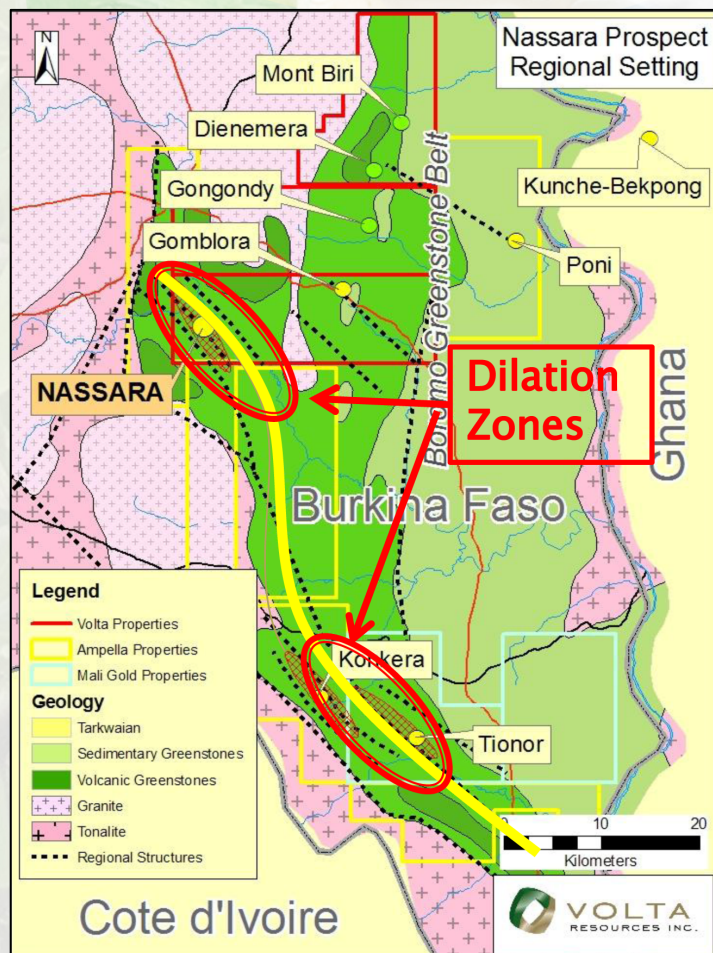 N
Nassara Prospect
Regional Setting
Mont Biri
Dienemera
Kunche-Bekpong
Gongondy
Gomblora
Poni
Boromo Greenstone Belt
NASSARA
Dilation
Zones
Ghana
Burkina Faso
Legend
Volta Properties
Ampella Properties
Mali Gold Properties
Geology
Tarkwaian
Sedimentary Greenstones
Volcanic Greenstones
Granite
Tonalite
Regional Structures
Konkera
Tionor
0 10 20
Kilometers
Cote d'Ivoire
VOLTA
RESOURCES INC.